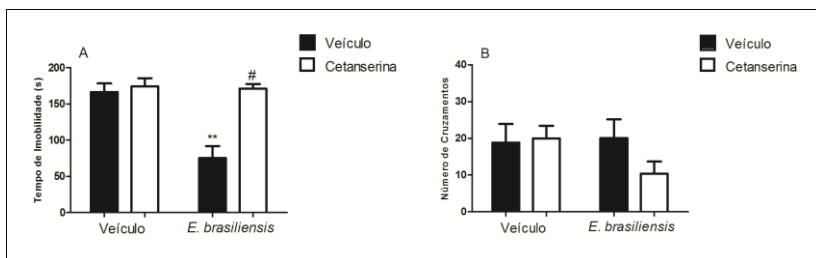 A
Veículo
Cetanserina
Tempo de Imobilidade (s)
200
150
100
50
0
**
#
Veículo
E. brasiliensis
B
Veículo
Cetanserina
Número de Cruzamentos
40
30
20
10
0
Veículo
E. brasiliensis